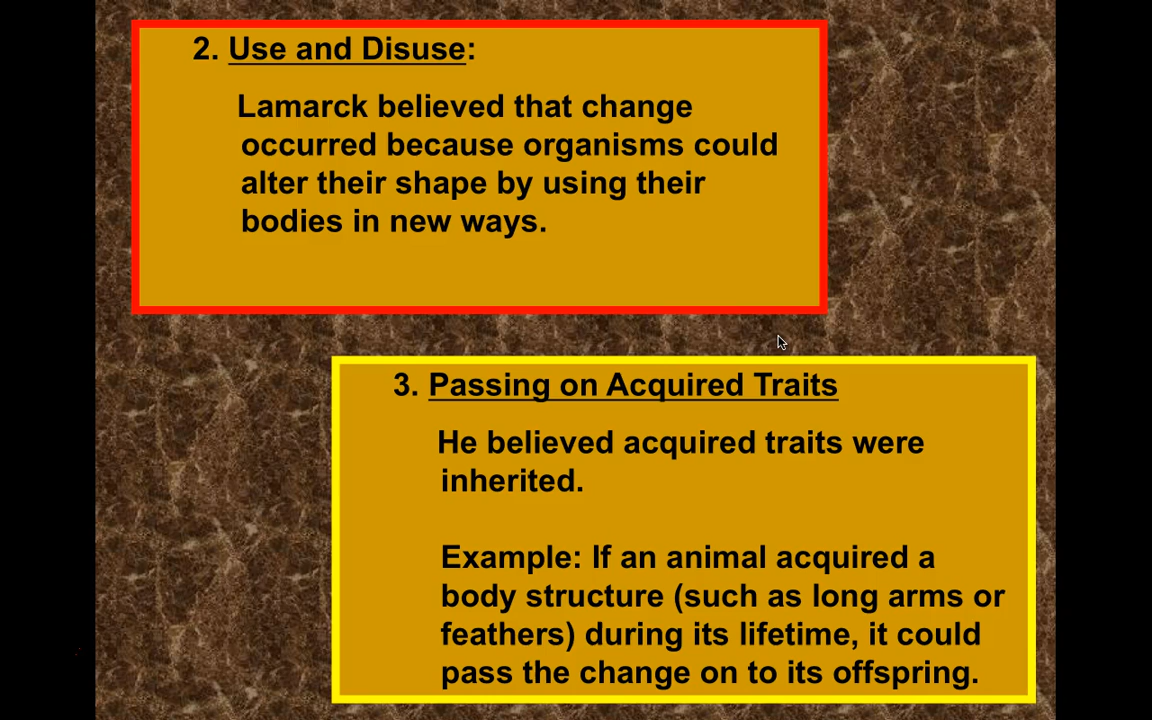 2. Use and Disuse:
Lamarck believed that change
occurred because organisms could
alter their shape by using their
bodies in new ways.
3. Passing on Acquired Traits
He believed acquired traits were
inherited.
Example: If an animal acquired a
body structure (such as long arms or
feathers) during its lifetime, it could
pass the change on to its offspring.